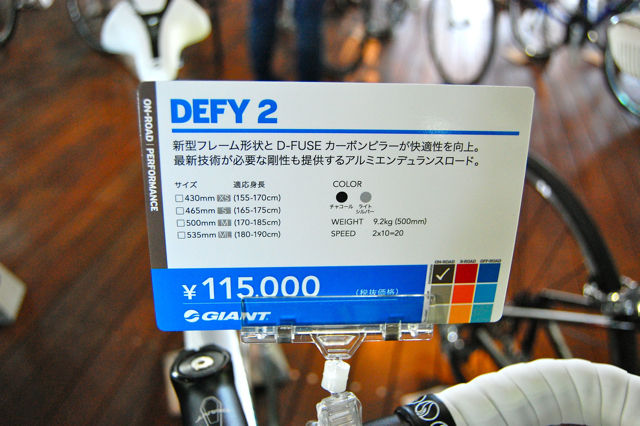 ON-ROAD | PERFORMANCE
DEFY 2
新型フレーム形状と D-FUSE カーボンピラーが快適性を向上。
最新技術が必要な剛性も提供するアルミエンデュランスロード。
サイズ 適応身長
430mm XS (155-170cm)
465mm S (165-175cm)
500mm M (170-185cm)
535mm ML (180-190cm)
COLOR
チャコール ライト
シルバー
WEIGHT 9.2kg (500mm)
SPEED 2x10=20
¥115,000 (税抜価格)
GIANT
ON-ROAD X-ROAD OFF-ROAD